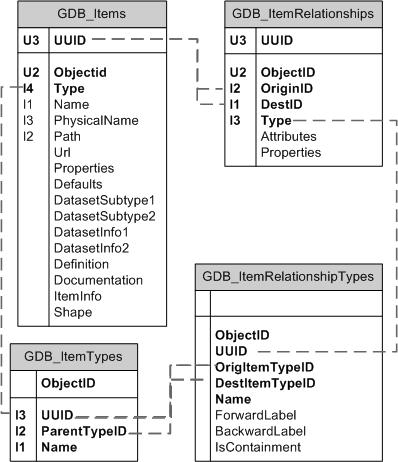 GDB_Items
U3 UUID
U2 Objectid
I4 Type
I1 Name
I3 PhysicalName
I2 Path
Url
Properties
Defaults
DatasetSubtype1
DatasetSubtype2
DatasetInfo1
DatasetInfo2
Definition
Documentation
ItemInfo
Shape
GDB_ItemRelationships
U3 UUID
U2 ObjectID
I2 OriginID
I1 DestID
I3 Type
Attributes
Properties
GDB_ItemRelationshipTypes
ObjectID
UUID
OrigItemTypeID
DestItemTypeID
Name
ForwardLabel
BackwardLabel
IsContainment
GDB_ItemTypes
ObjectID
I3 UUID
I2 ParentTypeID
I1 Name